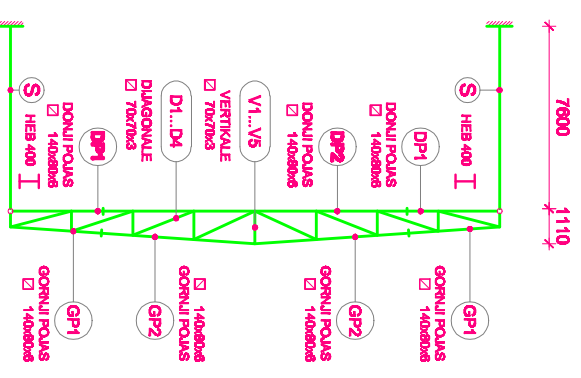 7600
1110
S
HEB 400
DP1
DONJI POJAS
140x80x6
DP2
DONJI POJAS
140x80x6
V1...V5
VERTIKALE
70x70x3
D1...D4
DIJAGONALE
70x70x3
DP1
DONJI POJAS
140x80x6
S
HEB 400
GP1
GORNJI POJAS
140x80x6
GP2
GORNJI POJAS
140x80x6
GP2
GORNJI POJAS
140x80x6
GP1
GORNJI POJAS
140x80x6